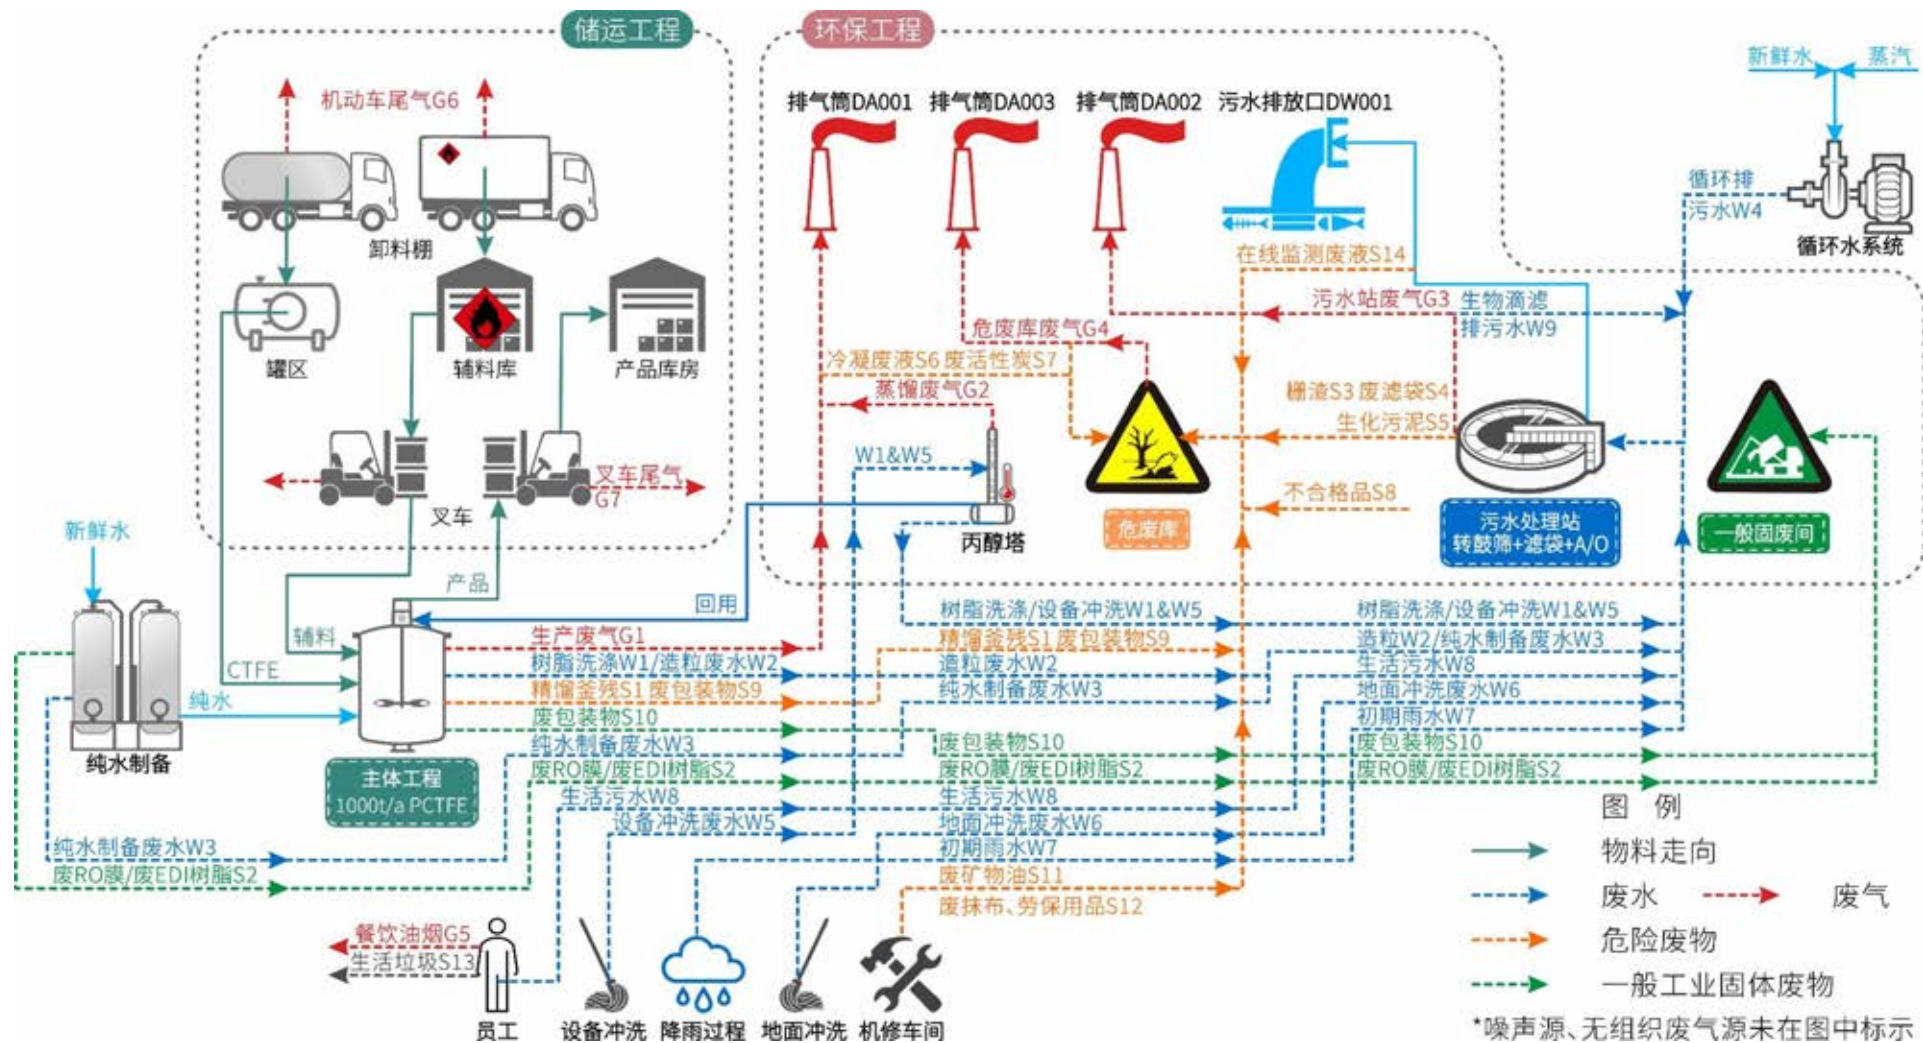 储运工程
环保工程
新鲜水
蒸汽
机动车尾气G6
排气筒DA001
排气筒DA003
排气筒DA002
污水排放口DW001
循环排
污水W4
循环水系统
卸料棚
在线监测废液S14
污水站废气G3
生物滴滤
排污水W9
危废库废气G4
冷凝废液S6 废活性炭S7
蒸馏废气G2
罐区
辅料库
产品库房
栅渣S3 废滤袋S4
生化污泥S5
W1&W5
叉车尾气
G7
叉车
不合格品S8
丙醇塔
危废库
污水处理站
转鼓筛+滤袋+A/O
一般固废间
新鲜水
产品
回用
辅料
CTFE
纯水
纯水制备
主体工程
1000t/a PCTFE
生产废气G1
树脂洗涤W1/造粒废水W2
精馏釜残S1 废包装物S9
废包装物S10
纯水制备废水W3
废RO膜/废EDI树脂S2
生活污水W8
设备冲洗废水W5
树脂洗涤/设备冲洗W1&W5
精馏釜残S1 废包装物S9
造粒废水W2
纯水制备废水W3
废包装物S10
废RO膜/废EDI树脂S2
生活污水W8
地面冲洗废水W6
初期雨水W7
废矿物油S11
废抹布、劳保用品S12
树脂洗涤/设备冲洗W1&W5
造粒W2/纯水制备废水W3
生活污水W8
地面冲洗废水W6
初期雨水W7
废包装物S10
废RO膜/废EDI树脂S2
纯水制备废水W3
废RO膜/废EDI树脂S2
餐饮油烟G5
生活垃圾S13
员工
设备冲洗
降雨过程
地面冲洗
机修车间
图 例
物料走向
废水
废气
危险废物
一般工业固体废物
*噪声源、无组织废气源未在图中标示